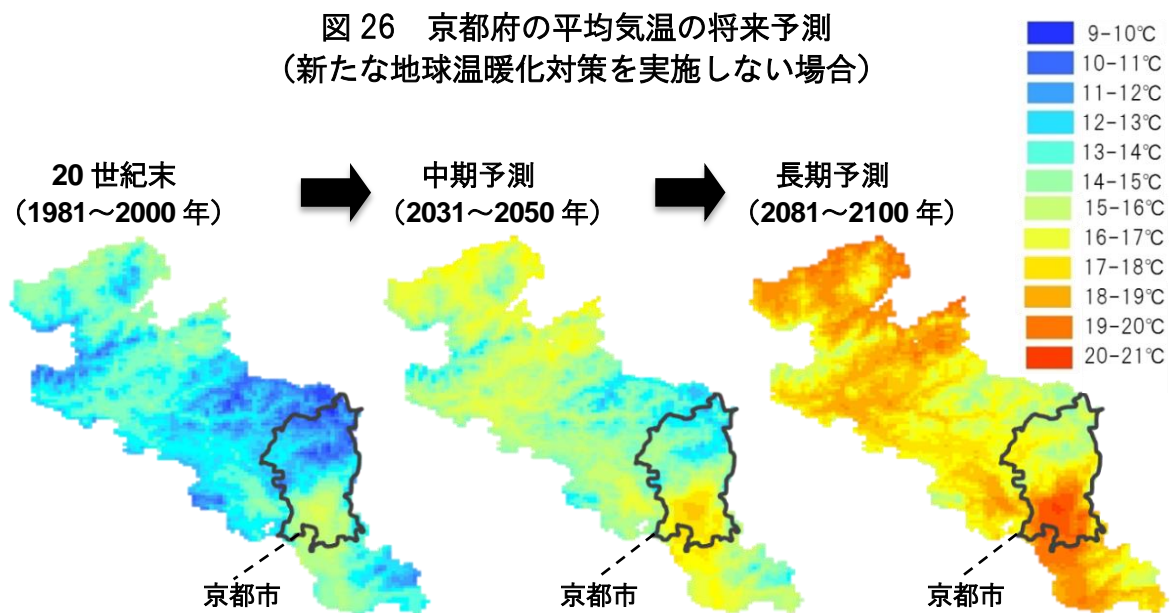 図 26　京都府の平均気温の将来予測
（新たな地球温暖化対策を実施しない場合）
20 世紀末
（1981～2000 年）
中期予測
（2031～2050 年）
長期予測
（2081～2100 年）
9-10℃
10-11℃
11-12℃
12-13℃
13-14℃
14-15℃
15-16℃
16-17℃
17-18℃
18-19℃
19-20℃
20-21℃
京都市
京都市
京都市